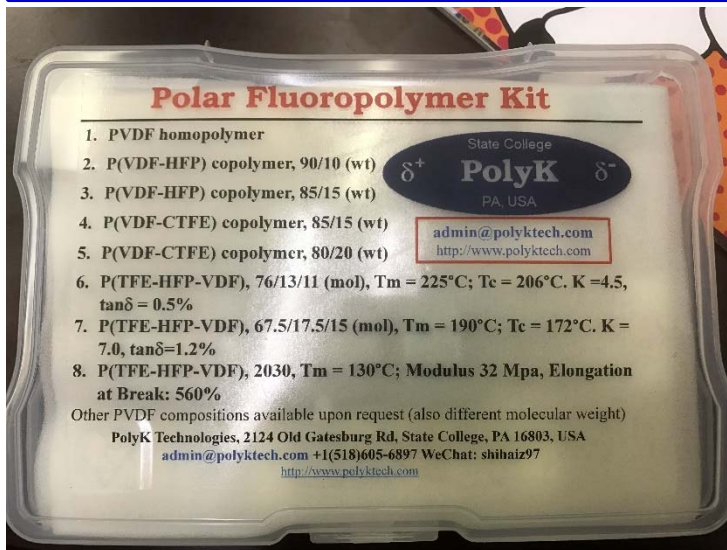 Polar Fluoropolymer Kit
1. PVDF homopolymer
2. P(VDF-HFP) copolymer, 90/10 (wt)
3. P(VDF-HFP) copolymer, 85/15 (wt)
4. P(VDF-CTFE) copolymer, 85/15 (wt)
5. P(VDF-CTFE) copolymer, 80/20 (wt)
State College
δ⁺ PolyK δ⁻
PA, USA
admin@polyktech.com
http://www.polyktech.com
6. P(TFE-HFP-VDF), 76/13/11 (mol), Tm = 225°C; Tc = 206°C. K =4.5,
tanδ = 0.5%
7. P(TFE-HFP-VDF), 67.5/17.5/15 (mol), Tm = 190°C; Tc = 172°C. K =
7.0, tanδ=1.2%
8. P(TFE-HFP-VDF), 2030, Tm = 130°C; Modulus 32 Mpa, Elongation
at Break: 560%
Other PVDF compositions available upon request (also different molecular weight)
PolyK Technologies, 2124 Old Gatesburg Rd, State College, PA 16803, USA
admin@polyktech.com +1(518)605-6897 WeChat: shihaiz97
http://www.polyktech.com